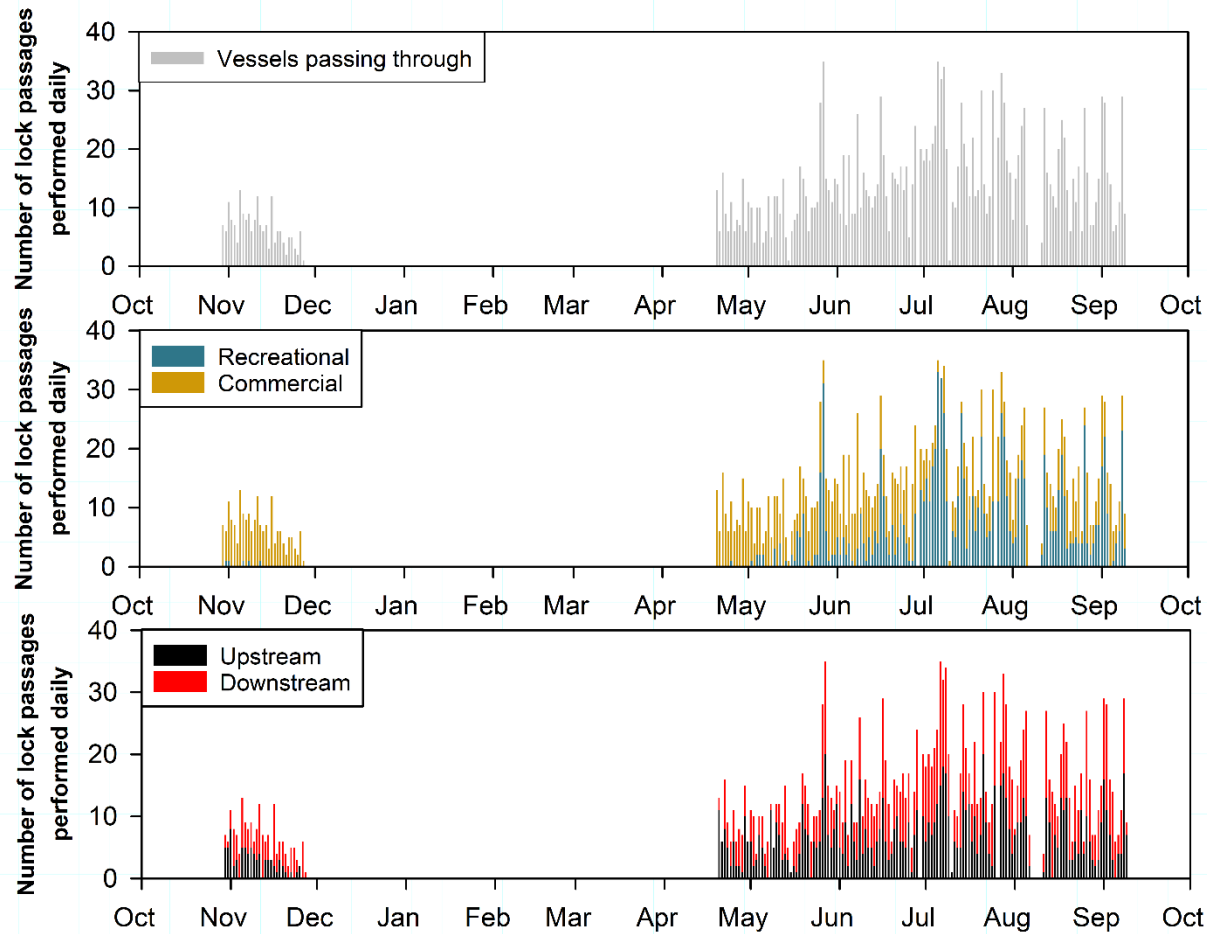 Number of lock passages
performed daily
40
30
20
10
0
Vessels passing through
Oct Nov Dec Jan Feb Mar Apr May Jun Jul Aug Sep Oct
Number of lock passages
performed daily
40
30
20
10
0
Recreational
Commercial
Oct Nov Dec Jan Feb Mar Apr May Jun Jul Aug Sep Oct
Number of lock passages
performed daily
40
30
20
10
0
Upstream
Downstream
Oct Nov Dec Jan Feb Mar Apr May Jun Jul Aug Sep Oct